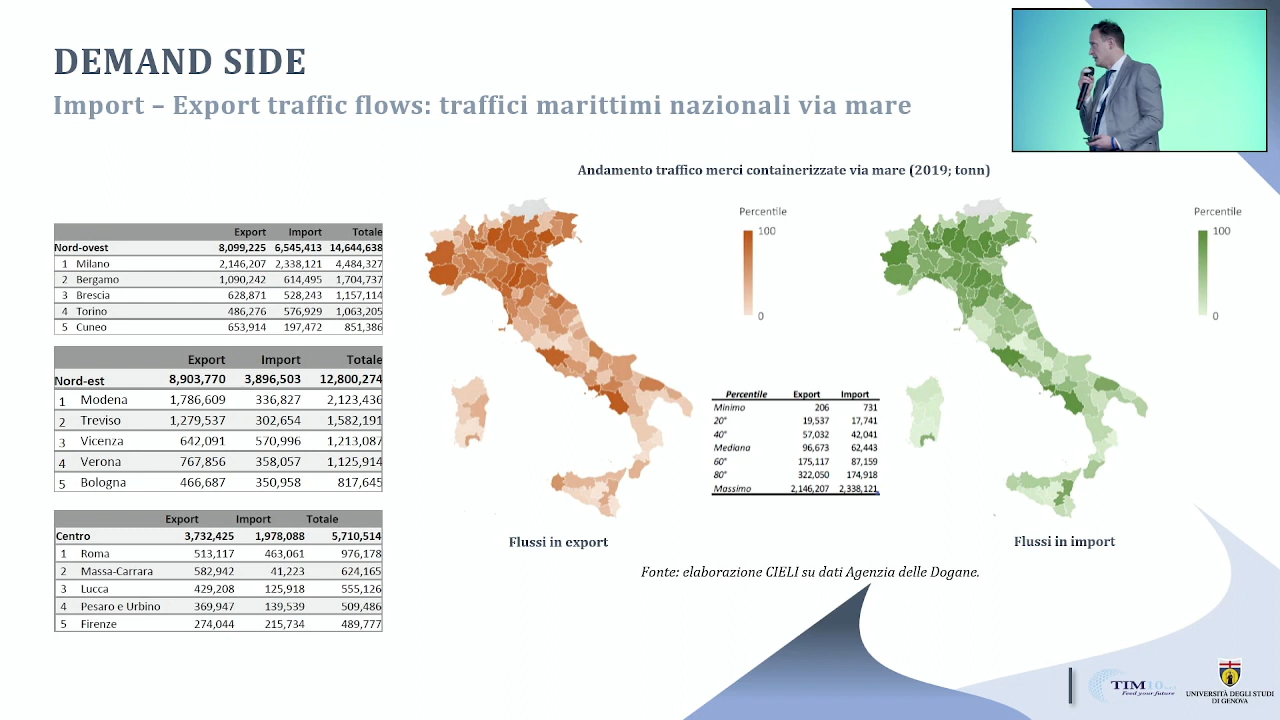 DEMAND SIDE
Import – Export traffic flows: traffici marittimi nazionali via mare
Andamento traffico merci containerizzate via mare (2019; tonn)
Export Import Totale
Nord-ovest 8,099,225 6,545,413 14,644,638
1 Milano 2,146,207 2,338,121 4,484,327
2 Bergamo 1,090,242 614,495 1,704,737
3 Brescia 628,871 528,243 1,157,114
4 Torino 486,276 576,929 1,063,205
5 Cuneo 653,914 197,472 851,386
Export Import Totale
Nord-est 8,903,770 3,896,503 12,800,274
1 Modena 1,786,609 336,827 2,123,436
2 Treviso 1,279,537 302,654 1,582,191
3 Vicenza 642,091 570,996 1,213,087
4 Verona 767,856 358,057 1,125,914
5 Bologna 466,687 350,958 817,645
Export Import Totale
Centro 3,732,425 1,978,088 5,710,514
1 Roma 513,117 463,061 976,178
2 Massa-Carrara 582,942 41,223 624,165
3 Lucca 429,208 125,918 555,126
4 Pesaro e Urbino 369,947 139,539 509,486
5 Firenze 274,044 215,734 489,777
Percentile
100
0
Percentile
100
0
Percentile Export Import
Minimo 206 731
20° 19,537 17,741
40° 57,032 42,041
Mediana 96,673 62,443
60° 175,117 87,159
80° 322,050 174,918
Massimo 2,146,207 2,338,121
Flussi in export
Flussi in import
Fonte: elaborazione CIELI su dati Agenzia delle Dogane.
TIM10
Feed your future
UNIVERSITÀ DEGLI STUDI
DI GENOVA